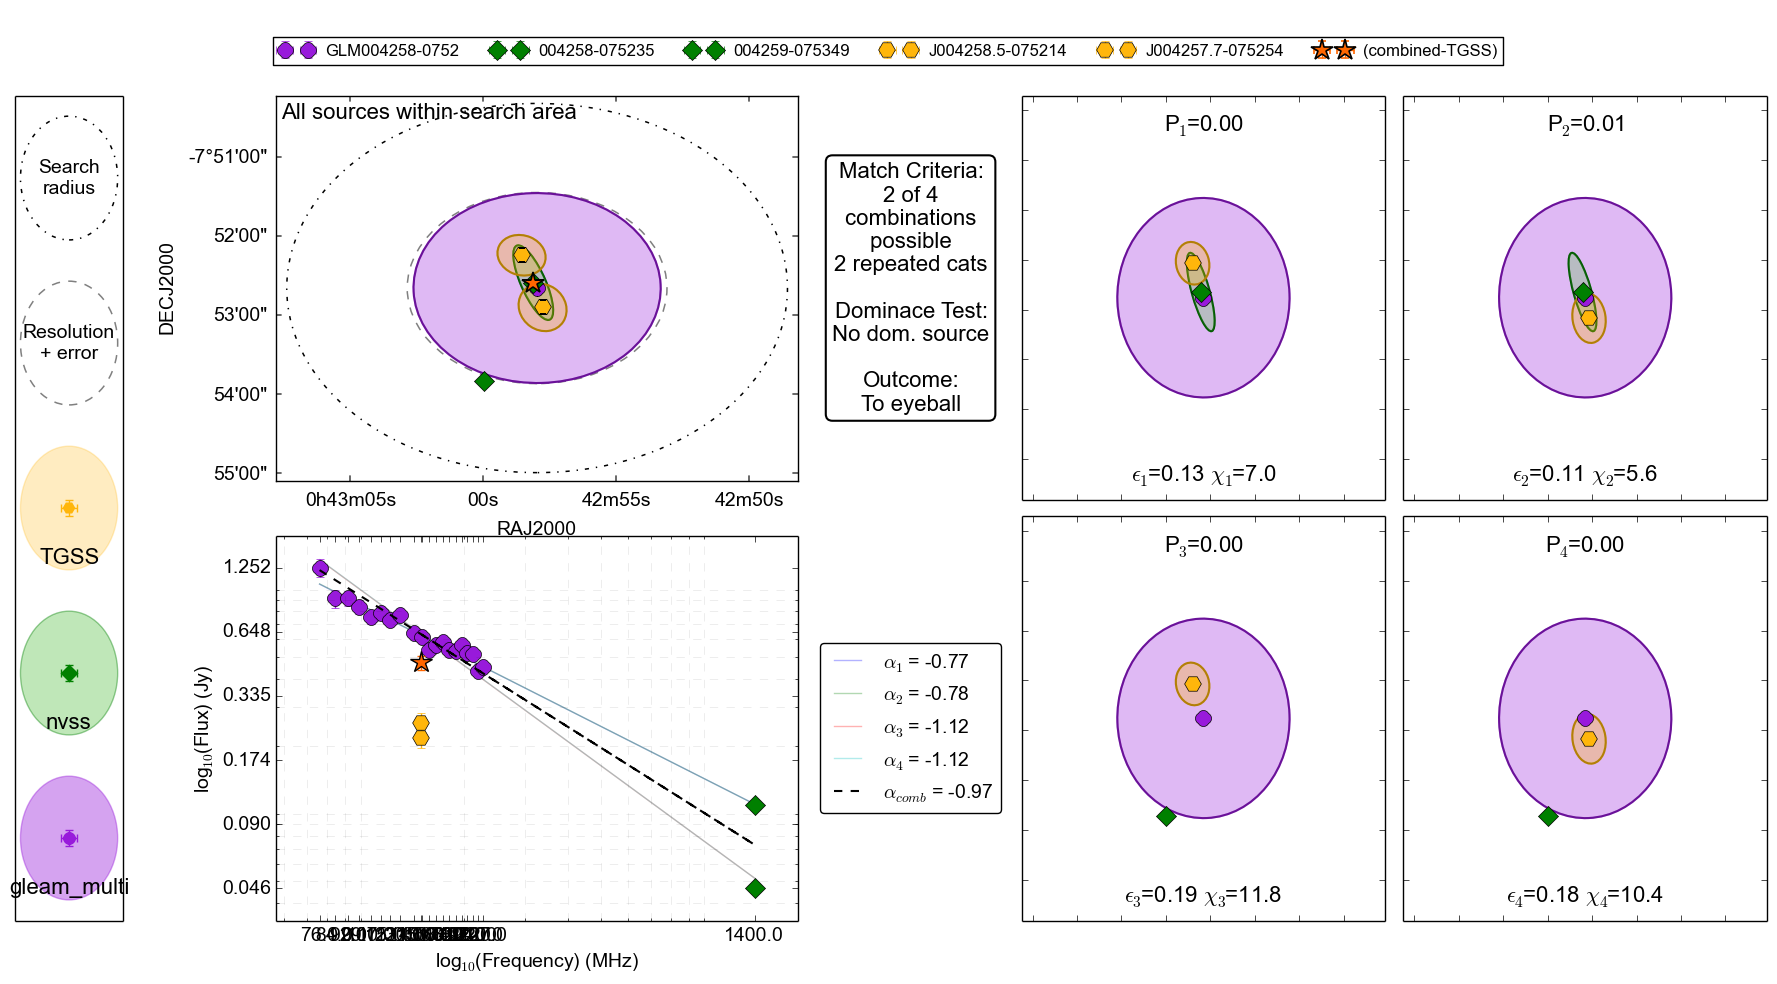 GLM004258-0752 004258-075235 004259-075349 J004258.5-075214 J004257.7-075254 (combined-TGSS)
Search
radius
Resolution
+ error
TGSS
nvss
gleam_multi
All sources within search area
DECJ2000
-7°51'00"
52'00"
53'00"
54'00"
55'00"
0h43m05s 00s 42m55s 42m50s
RAJ2000
Match Criteria:
2 of 4
combinations
possible
2 repeated cats
Dominace Test:
No dom. source
Outcome:
To eyeball
P1=0.00
ϵ1=0.13 χ1=7.0
P2=0.01
ϵ2=0.11 χ2=5.6
log10(Flux) (Jy)
1.252
0.648
0.335
0.174
0.090
0.046
1400.0
log10(Frequency) (MHz)
α1 = -0.77
α2 = -0.78
α3 = -1.12
α4 = -1.12
αcomb = -0.97
P3=0.00
ϵ3=0.19 χ3=11.8
P4=0.00
ϵ4=0.18 χ4=10.4